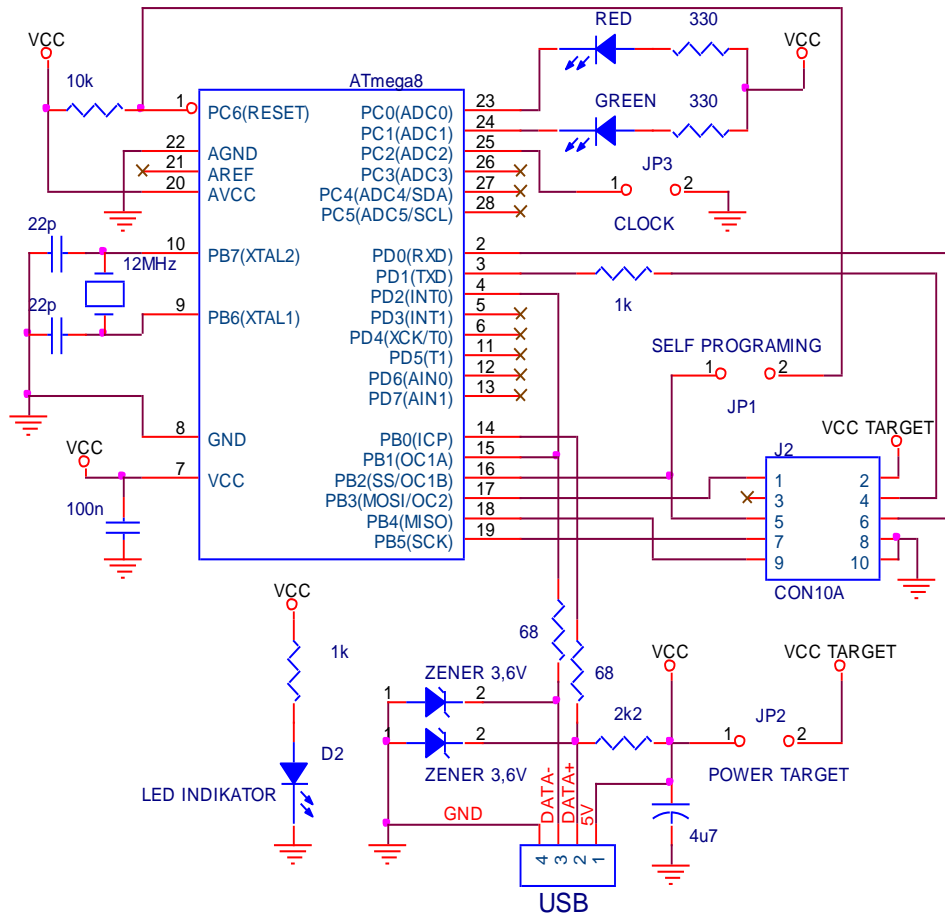 RED
330
VCC
VCC
10k
ATmega8
1
PC6(RESET)
PC0(ADC0)
23
GREEN
330
22
AGND
PC1(ADC1)
24
21
AREF
PC2(ADC2)
25
20
AVCC
PC3(ADC3)
26
PC4(ADC4/SDA)
27
PC5(ADC5/SCL)
28
JP3
1
2
CLOCK
22p
10
PB7(XTAL2)
12MHz
PD0(RXD)
2
PD1(TXD)
3
1k
PD2(INT0)
4
22p
9
PB6(XTAL1)
PD3(INT1)
5
PD4(XCK/T0)
6
PD5(T1)
11
PD6(AIN0)
12
PD7(AIN1)
13
SELF PROGRAMING
1
2
JP1
8
GND
PB0(ICP)
14
VCC
7
VCC
PB1(OC1A)
15
PB2(SS/OC1B)
16
PB3(MOSI/OC2)
17
PB4(MISO)
18
PB5(SCK)
19
100n
VCC TARGET
J2
1
2
3
4
5
6
7
8
9
10
CON10A
VCC
1k
D2
LED INDIKATOR
68
68
1
ZENER 3,6V
2
1
2
ZENER 3,6V
2k2
VCC
VCC TARGET
JP2
1
2
POWER TARGET
GND
DATA-
DATA+
5V
4u7
4
3
2
1
USB